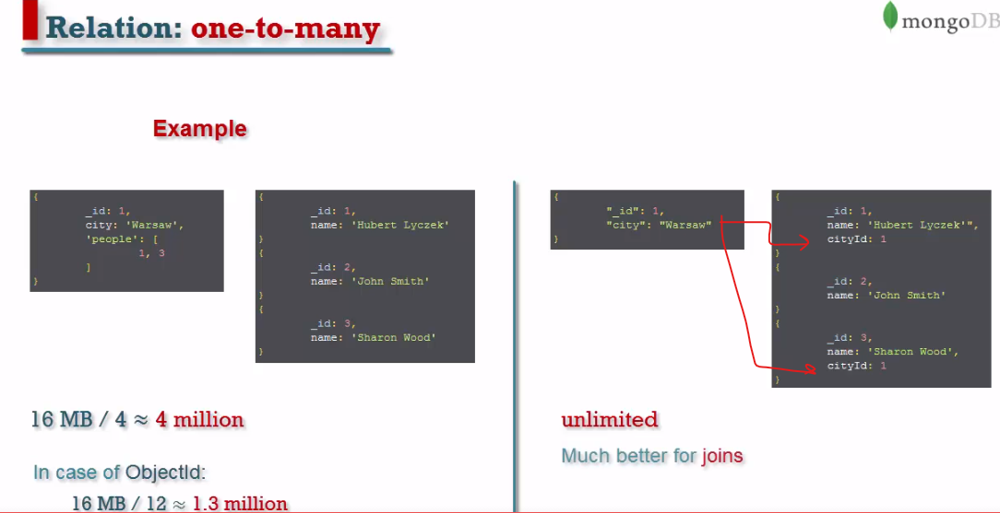 Relation: one-to-many
mongoDB
Example
{
_id: 1,
city: 'Warsaw',
'people': [
1, 3
]
}
{
_id: 1,
name: 'Hubert Lyczek'
}
{
_id: 2,
name: 'John Smith'
}
{
_id: 3,
name: 'Sharon Wood'
}
16 MB / 4 ≈ 4 million
In case of ObjectId:
16 MB / 12 ≈ 1.3 million
{
"_id": 1,
"city": "Warsaw"
}
{
_id: 1,
name: 'Hubert Lyczek'",
cityId: 1
}
{
_id: 2,
name: 'John Smith'
}
{
_id: 3,
name: 'Sharon Wood',
cityId: 1
}
unlimited
Much better for joins